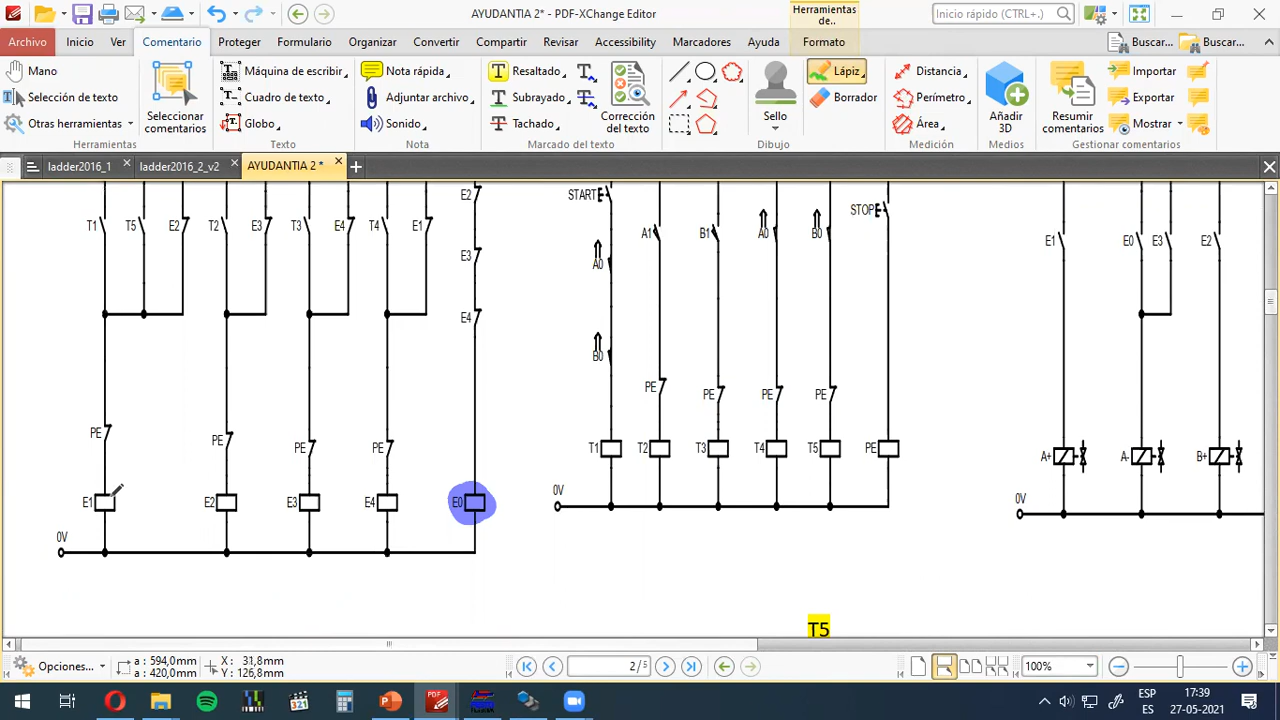 AYUDANTIA 2* - PDF-XChange Editor
Herramientas de..
Inicio rápido (CTRL+.)
Archivo Inicio Ver Comentario Proteger Formulario Organizar Convertir Compartir Revisar Accessibility Marcadores Ayuda Formato Buscar... Buscar...
Mano
Selección de texto
Otras herramientas
Herramientas
Seleccionar comentarios
Máquina de escribir
Cuadro de texto
Globo
Texto
Nota rápida
Adjuntar archivo
Sonido
Nota
Resaltado
Subrayado
Tachado
Corrección del texto
Marcado del texto
Lápiz
Borrador
Dibujo
Sello
Distancia
Perímetro
Área
Medición
Añadir 3D
Medios
Resumir comentarios
Importar
Exportar
Mostrar
Gestionar comentarios
ladder2016_1 ladder2016_2_v2 AYUDANTIA 2 *
E2 START STOP
T1 T5 E2 T2 E3 T3 E4 T4 E1 A1 B1 A0 B0 E1 E0 E3 E2
E3 A0
E4
B0
PE PE PE PE PE PE PE PE
T1 T2 T3 T4 T5 PE A+ A- B+
E1 E2 E3 E4 E0
0V 0V 0V
T5
Opciones... a : 594,0mm a : 420,0mm X : 31,8mm Y : 126,8mm 2 / 5 100%
321 PDF
ESP ES 17:39 27-05-2021